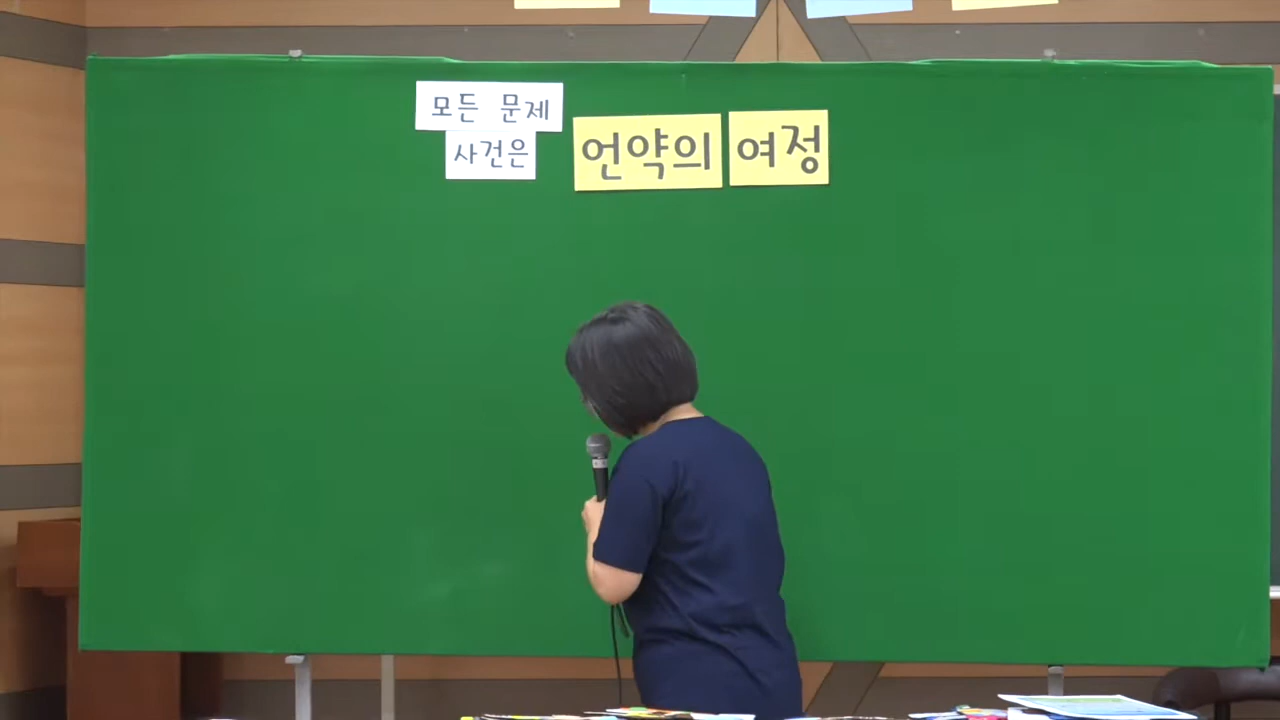 모든 문제
사건은
언약의 여정